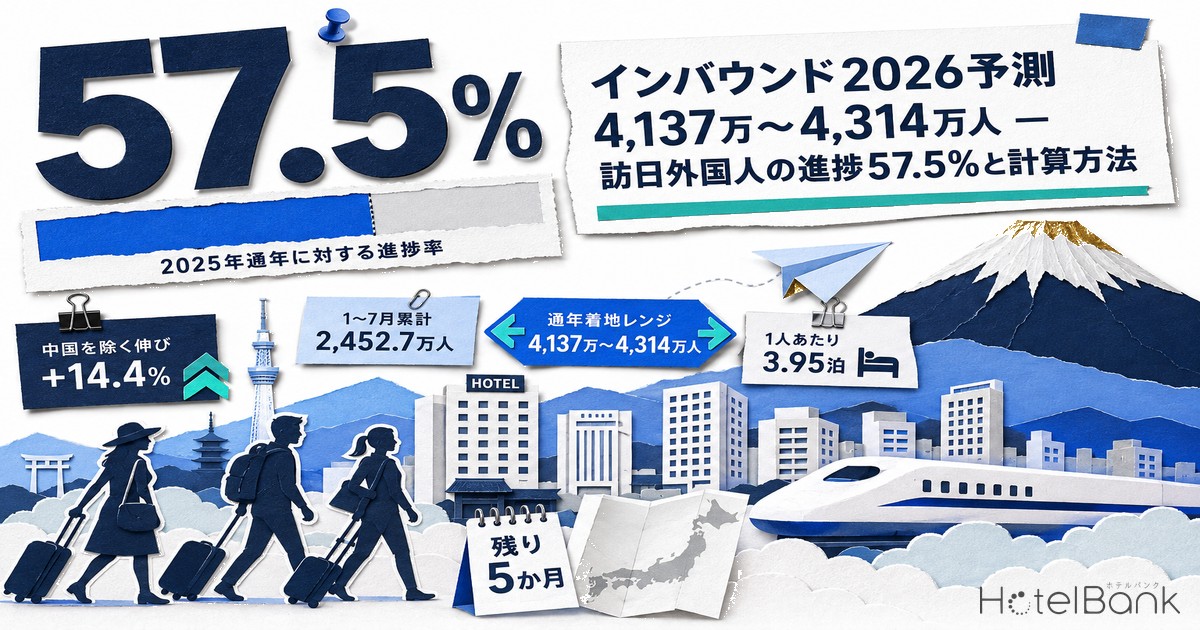 57.5%
2025年通年に対する進捗率
インバウンド2026予測
4,137万～4,314万人 ―
訪日外国人の進捗57.5%と計算方法
中国を除く伸び
+14.4%
1～7月累計
2,452.7万人
通年着地レンジ
4,137万～4,314万人
1人あたり
3.95泊
HOTEL
残り
5か月
ホテルバンク
HotelBank